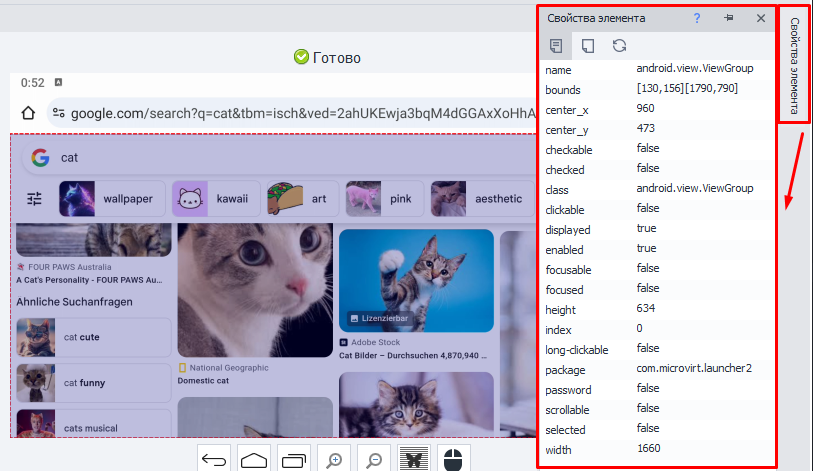 Готово
0:52 A
google.com/search?q=cat&tbm=isch&ved=2ahUKEwja3bqM4dGGAxXoHhA
cat
wallpaper kawaii art pink aesthetic
FOUR PAWS Australia
A Cat's Personality - FOUR PAWS Au...
Ähnliche Suchanfragen
cat cute
cat funny
cats musical
National Geographic
Domestic cat
Lizenzierbar
Adobe Stock
Cat Bilder – Durchsuchen 4,870,940 ...
Свойства элемента ?
name android.view.ViewGroup
bounds [130,156][1790,790]
center_x 960
center_y 473
checkable false
checked false
class android.view.ViewGroup
clickable false
displayed true
enabled true
focusable false
focused false
height 634
index 0
long-clickable false
package com.microvirt.launcher2
password false
scrollable false
selected false
width 1660
Свойства элемента